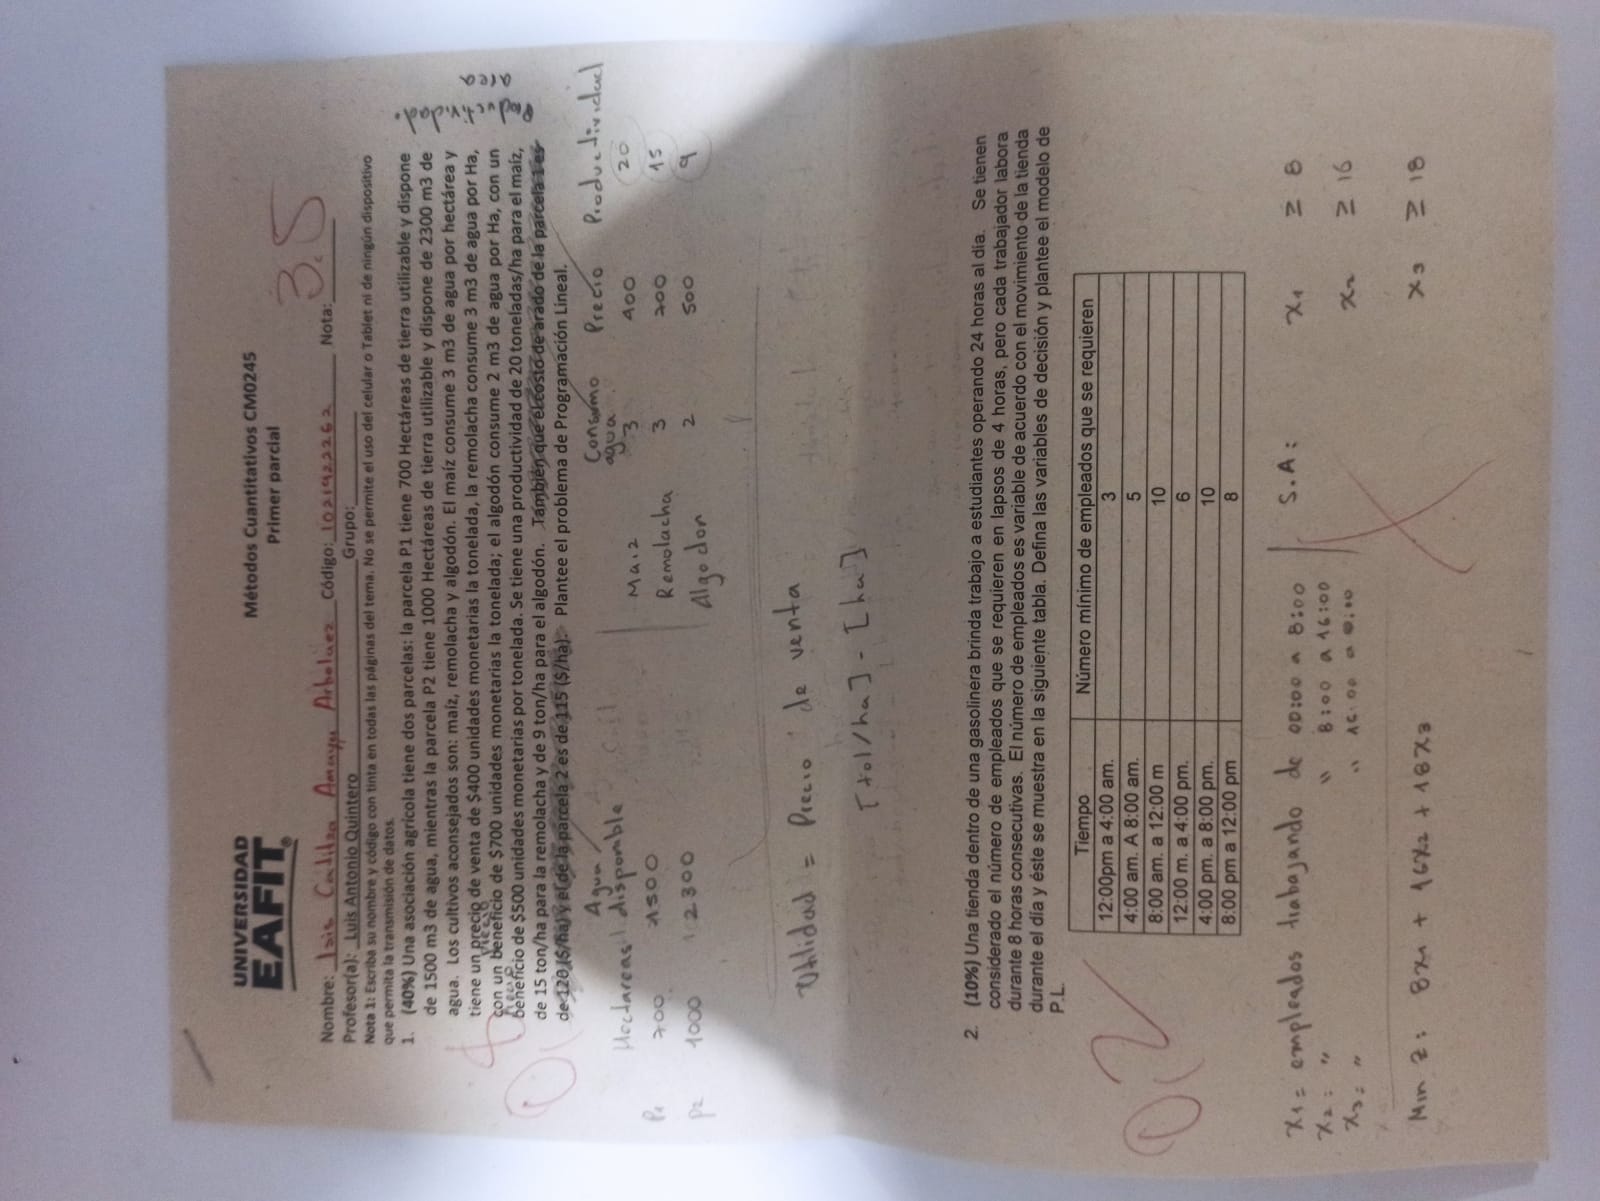 UNIVERSIDAD
EAFIT®
Métodos Cuantitativos CM0245
Primer parcial
3.5
Nombre: Isis Amaya Arbelaez Código: 1021922262 Nota:
Profesor(a): Luis Antonio Quintero Grupo:
Nota 1: Escriba su nombre y código con tinta en todas las páginas del tema. No se permite el uso del celular o Tablet ni de ningún dispositivo
que permita la transmisión de datos.
1. (40%) Una asociación agrícola tiene dos parcelas: la parcela P1 tiene 700 Hectáreas de tierra utilizable y dispone
de 1500 m3 de agua, mientras la parcela P2 tiene 1000 Hectáreas de tierra utilizable y dispone de 2300 m3 de
agua. Los cultivos aconsejados son: maíz, remolacha y algodón. El maíz consume 3 m3 de agua por hectárea y
tiene un precio de venta de $400 unidades monetarias la tonelada, la remolacha consume 3 m3 de agua por Ha,
precio
con un beneficio de $700 unidades monetarias la tonelada; el algodón consume 2 m3 de agua por Ha, con un
beneficio de $500 unidades monetarias por tonelada. Se tiene una productividad de 20 toneladas/ha para el maíz,
de 15 ton/ha para la remolacha y de 9 ton/ha para el algodón. También que el costo de arado de la parcela 1 es
de 120 ($/ha) y el de la parcela 2 es de 115 ($/ha). Plantee el problema de Programación Lineal.
Productividad.
area
Hectareas Agua disponible
P1 700 1500
P2 1000 2300
Consumo agua Precio Productividad
Maiz 3 400 20
Remolacha 3 700 15
Algodon 2 500 9
Utilidad = Precio de venta
[tol/ha] - [ha]
2. (10%) Una tienda dentro de una gasolinera brinda trabajo a estudiantes operando 24 horas al día. Se tienen
considerado el número de empleados que se requieren en lapsos de 4 horas, pero cada trabajador labora
durante 8 horas consecutivas. El número de empleados es variable de acuerdo con el movimiento de la tienda
durante el día y éste se muestra en la siguiente tabla. Defina las variables de decisión y plantee el modelo de
P.L.
0,2
Tiempo Número mínimo de empleados que se requieren
12:00pm a 4:00 am. 3
4:00 am. A 8:00 am. 5
8:00 am. a 12:00 m 10
12:00 m. a 4:00 pm. 6
4:00 pm. a 8:00 pm. 10
8:00 pm a 12:00 pm 8
x1 = empleados trabajando de 00:00 a 8:00
x2 : " " 8:00 a 16:00
x3 = " " 16:00 a 0:00
Min Z: 8x1 + 16x2 + 18x3
S.A: x1 ≥ 8
x2 ≥ 16
x3 ≥ 18